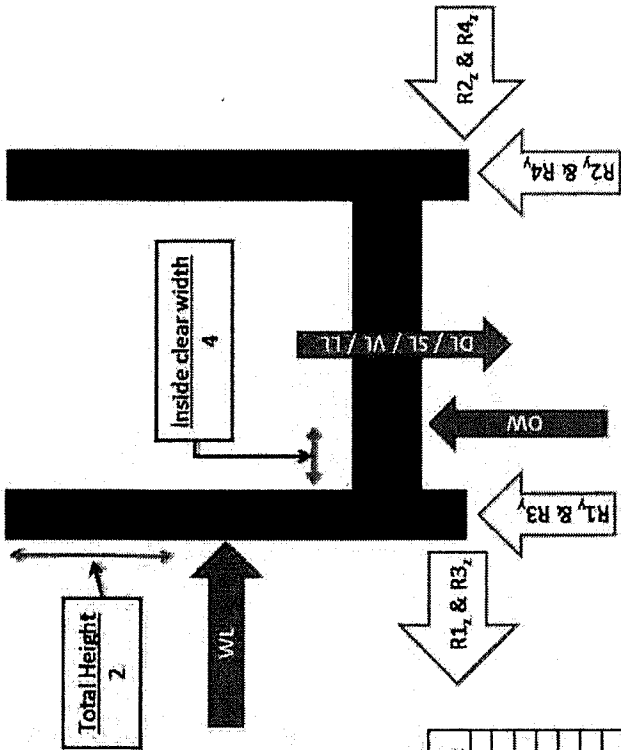 Total Height
2
WL
Inside clear width
4
DL / SL / VL / LL
OW
R1z & R3z
R1y & R3y
R2y & R4y
R2z & R4z